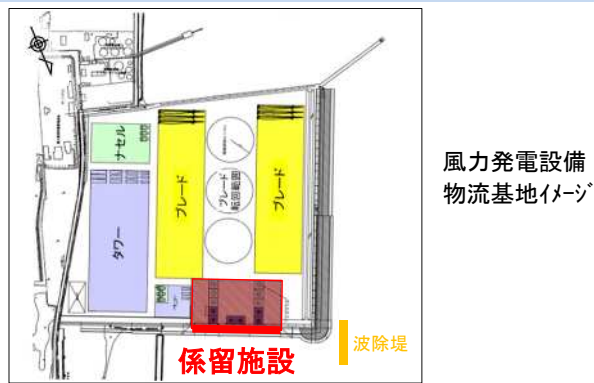 ナセル
タワー
ブレード
ブレード
転回範囲
ブレード
係留施設
波除堤
風力発電設備
物流基地ｲﾒｰｼﾞ